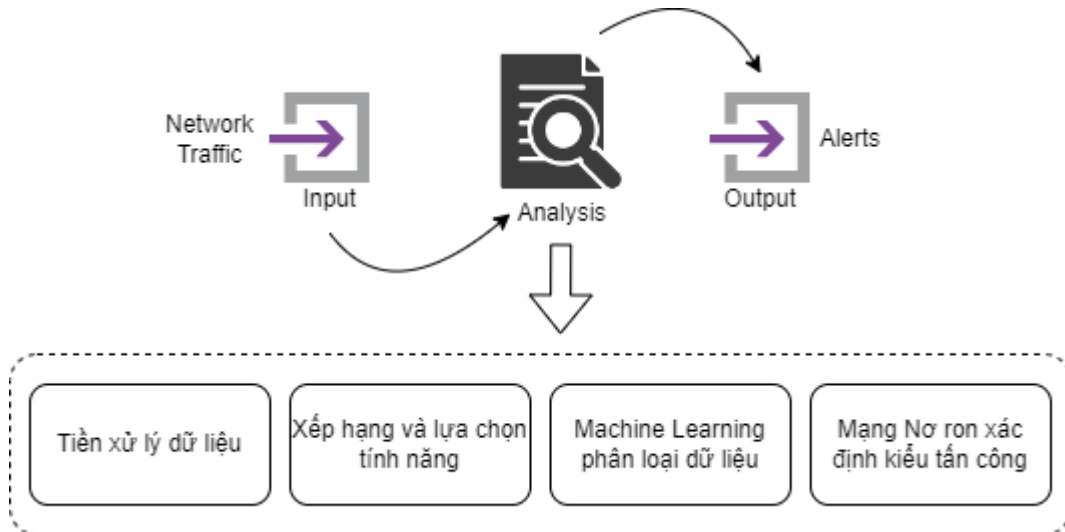 Network
Traffic
Input
Analysis
Output
Alerts
Tiền xử lý dữ liệu
Xếp hạng và lựa chọn
tính năng
Machine Learning
phân loại dữ liệu
Mạng Nơ ron xác
định kiểu tấn công